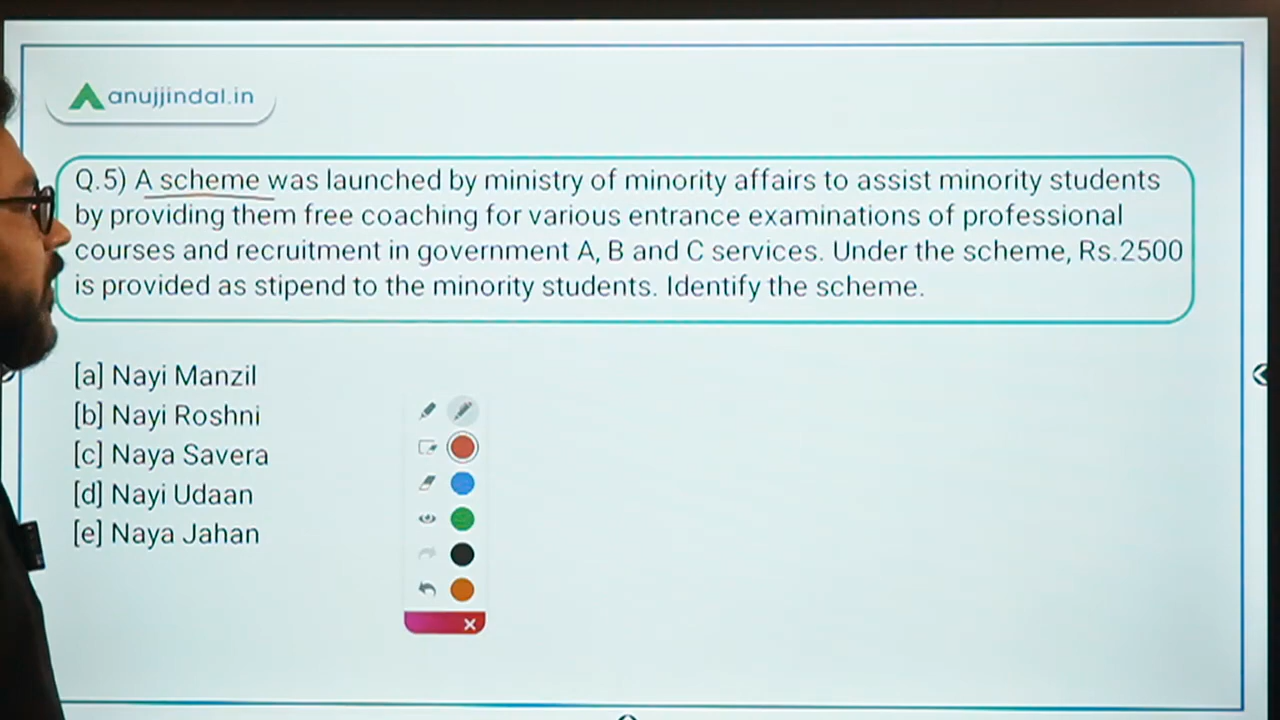 anujjindal.in
Q.5) A scheme was launched by ministry of minority affairs to assist minority students
by providing them free coaching for various entrance examinations of professional
courses and recruitment in government A, B and C services. Under the scheme, Rs.2500
is provided as stipend to the minority students. Identify the scheme.
[a] Nayi Manzil
[b] Nayi Roshni
[c] Naya Savera
[d] Nayi Udaan
[e] Naya Jahan